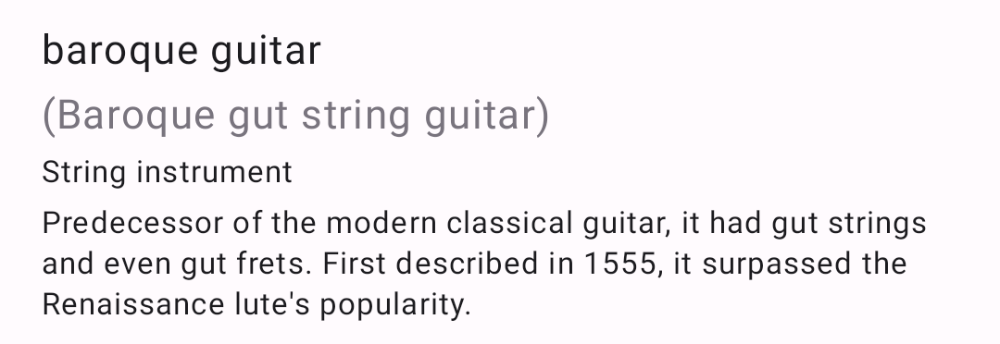 baroque guitar
(Baroque gut string guitar)
String instrument
Predecessor of the modern classical guitar, it had gut strings
and even gut frets. First described in 1555, it surpassed the
Renaissance lute's popularity.